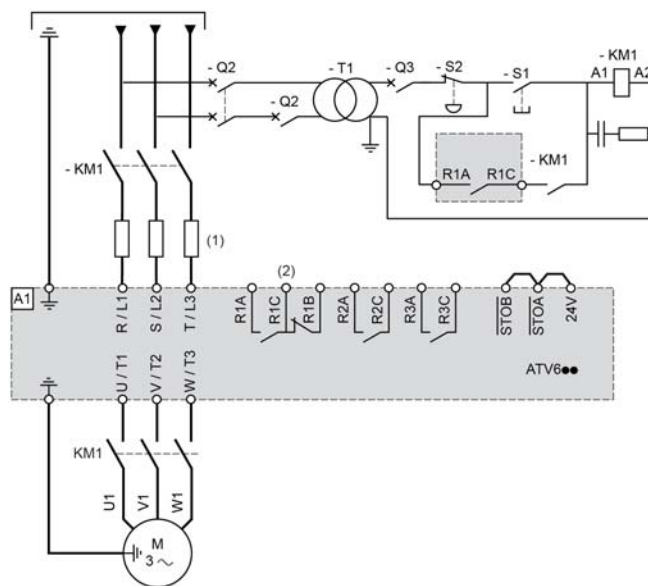 - Q2
- T1
- Q3
- S2
- S1
- KM1
A1
A2
- Q2
- KM1
R1A
R1C
- KM1
(1)
(2)
A1
R / L1
S / L2
T / L3
R1A
R1C
R1B
R2A
R2C
R3A
R3C
STOB
STOA
24V
U / T1
V / T2
W / T3
ATV6●●
KM1
U1
V1
W1
M
3 ~